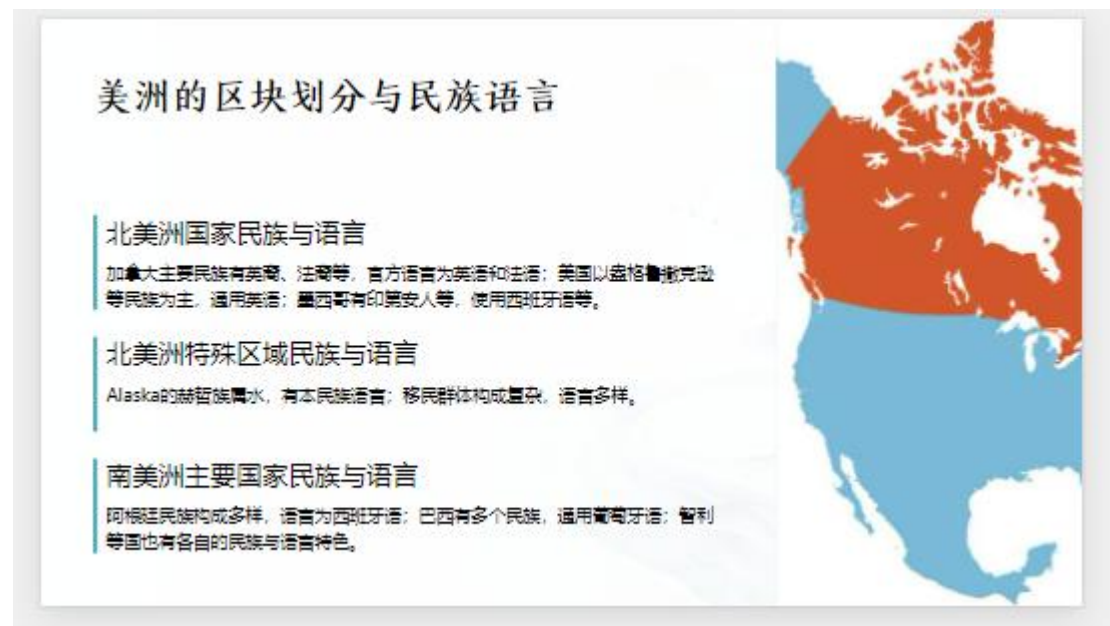 美洲的区块划分与民族语言
北美洲国家民族与语言
加拿大主要民族有英裔、法裔等，官方语言为英语和法语；美国以盎格鲁撒克逊
等民族为主，通用英语；墨西哥有印第安人等，使用西班牙语等。
北美洲特殊区域民族与语言
Alaska的赫哲族属水，有本民族语言；移民群体构成复杂，语言多样。
南美洲主要国家民族与语言
阿根廷民族构成多样，语言为西班牙语；巴西有多个民族，通用葡萄牙语；智利
等国也有各自的民族与语言特色。